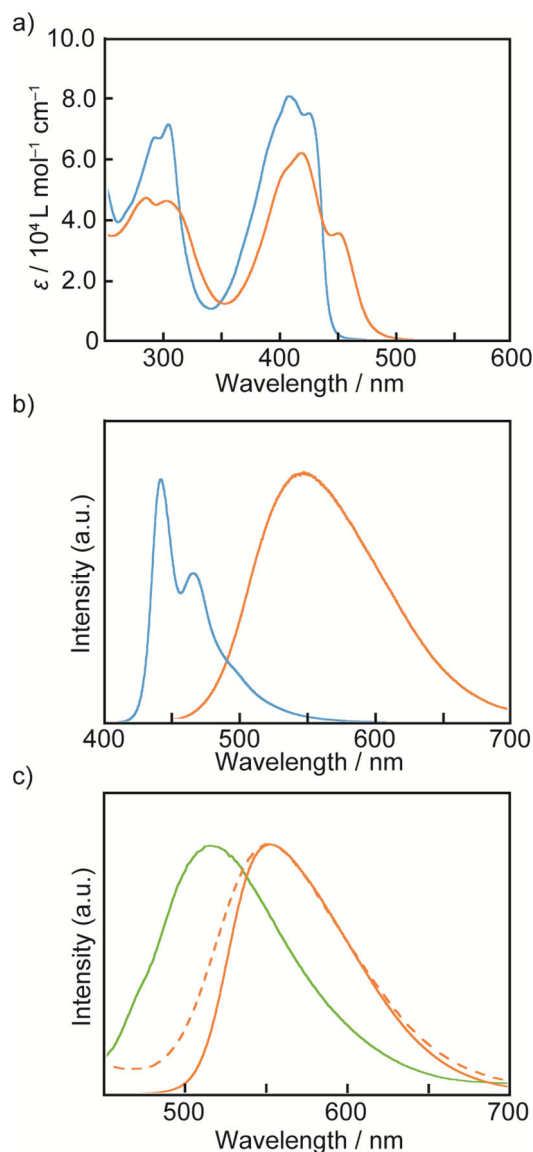 a)
10.0
8.0
6.0
4.0
2.0
0
ε / 10⁴ L mol⁻¹ cm⁻¹
300 400 500 600
Wavelength / nm
b)
Intensity (a.u.)
400 500 600 700
Wavelength / nm
c)
Intensity (a.u.)
500 600 700
Wavelength / nm